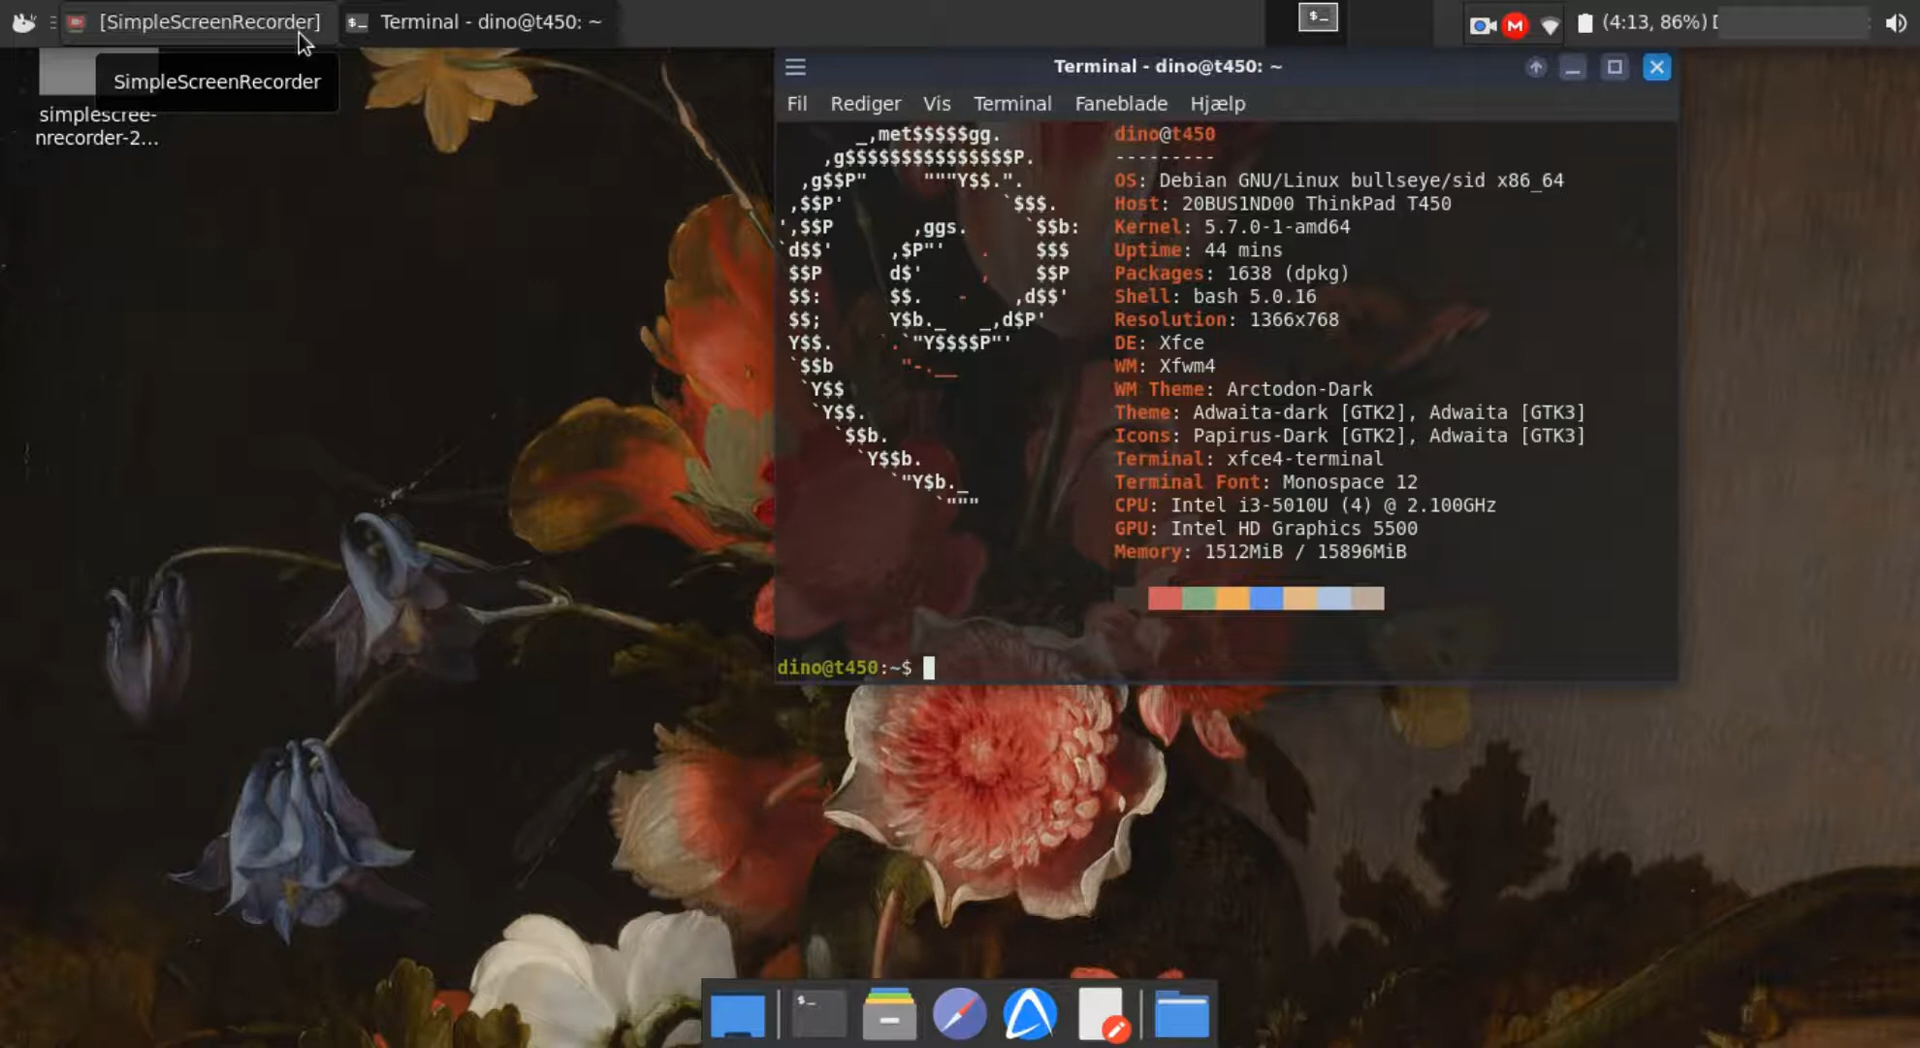 [SimpleScreenRecorder]
Terminal - dino@t450: ~
(4:13, 86%)
SimpleScreenRecorder
simplescree-
nrecorder-2...
Terminal - dino@t450: ~
Fil Rediger Vis Terminal Faneblade Hjælp
_,met$$$$$gg.
,g$$$$$$$$$$$$$$$P.
,g$$P" """Y$$.".
,$$P' `$$$.
',$$P ,ggs. `$$b:
`d$$' ,$P"' . $$$
$$P d$' , $$P
$$: $$. - ,d$$'
$$; Y$b._ _,d$P'
Y$$. `.`"Y$$$$P"'
`$$b "-.__
`Y$$
`Y$$.
`$$b.
`Y$$b.
`"Y$b._
`"""
dino@t450
---------
OS: Debian GNU/Linux bullseye/sid x86_64
Host: 20BUS1ND00 ThinkPad T450
Kernel: 5.7.0-1-amd64
Uptime: 44 mins
Packages: 1638 (dpkg)
Shell: bash 5.0.16
Resolution: 1366x768
DE: Xfce
WM: Xfwm4
WM Theme: Arctodon-Dark
Theme: Adwaita-dark [GTK2], Adwaita [GTK3]
Icons: Papirus-Dark [GTK2], Adwaita [GTK3]
Terminal: xfce4-terminal
Terminal Font: Monospace 12
CPU: Intel i3-5010U (4) @ 2.100GHz
GPU: Intel HD Graphics 5500
Memory: 1512MiB / 15896MiB
dino@t450:~$